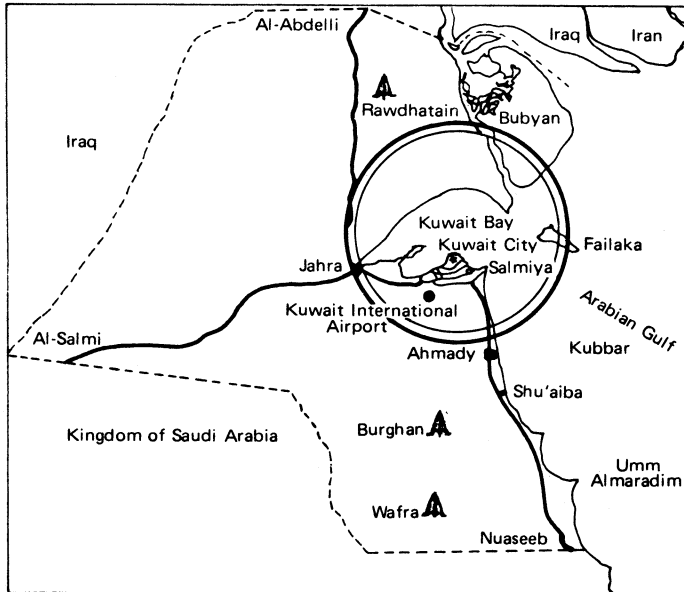 Al-Abdelli
Iraq
Iran
Rawdhatain
Bubyan
Iraq
Kuwait Bay
Kuwait City
Failaka
Jahra
Salmiya
Kuwait International
Airport
Arabian Gulf
Al-Salmi
Ahmady
Kubbar
Shu'aiba
Kingdom of Saudi Arabia
Burghan
Umm
Almaradim
Wafra
Nuaseeb